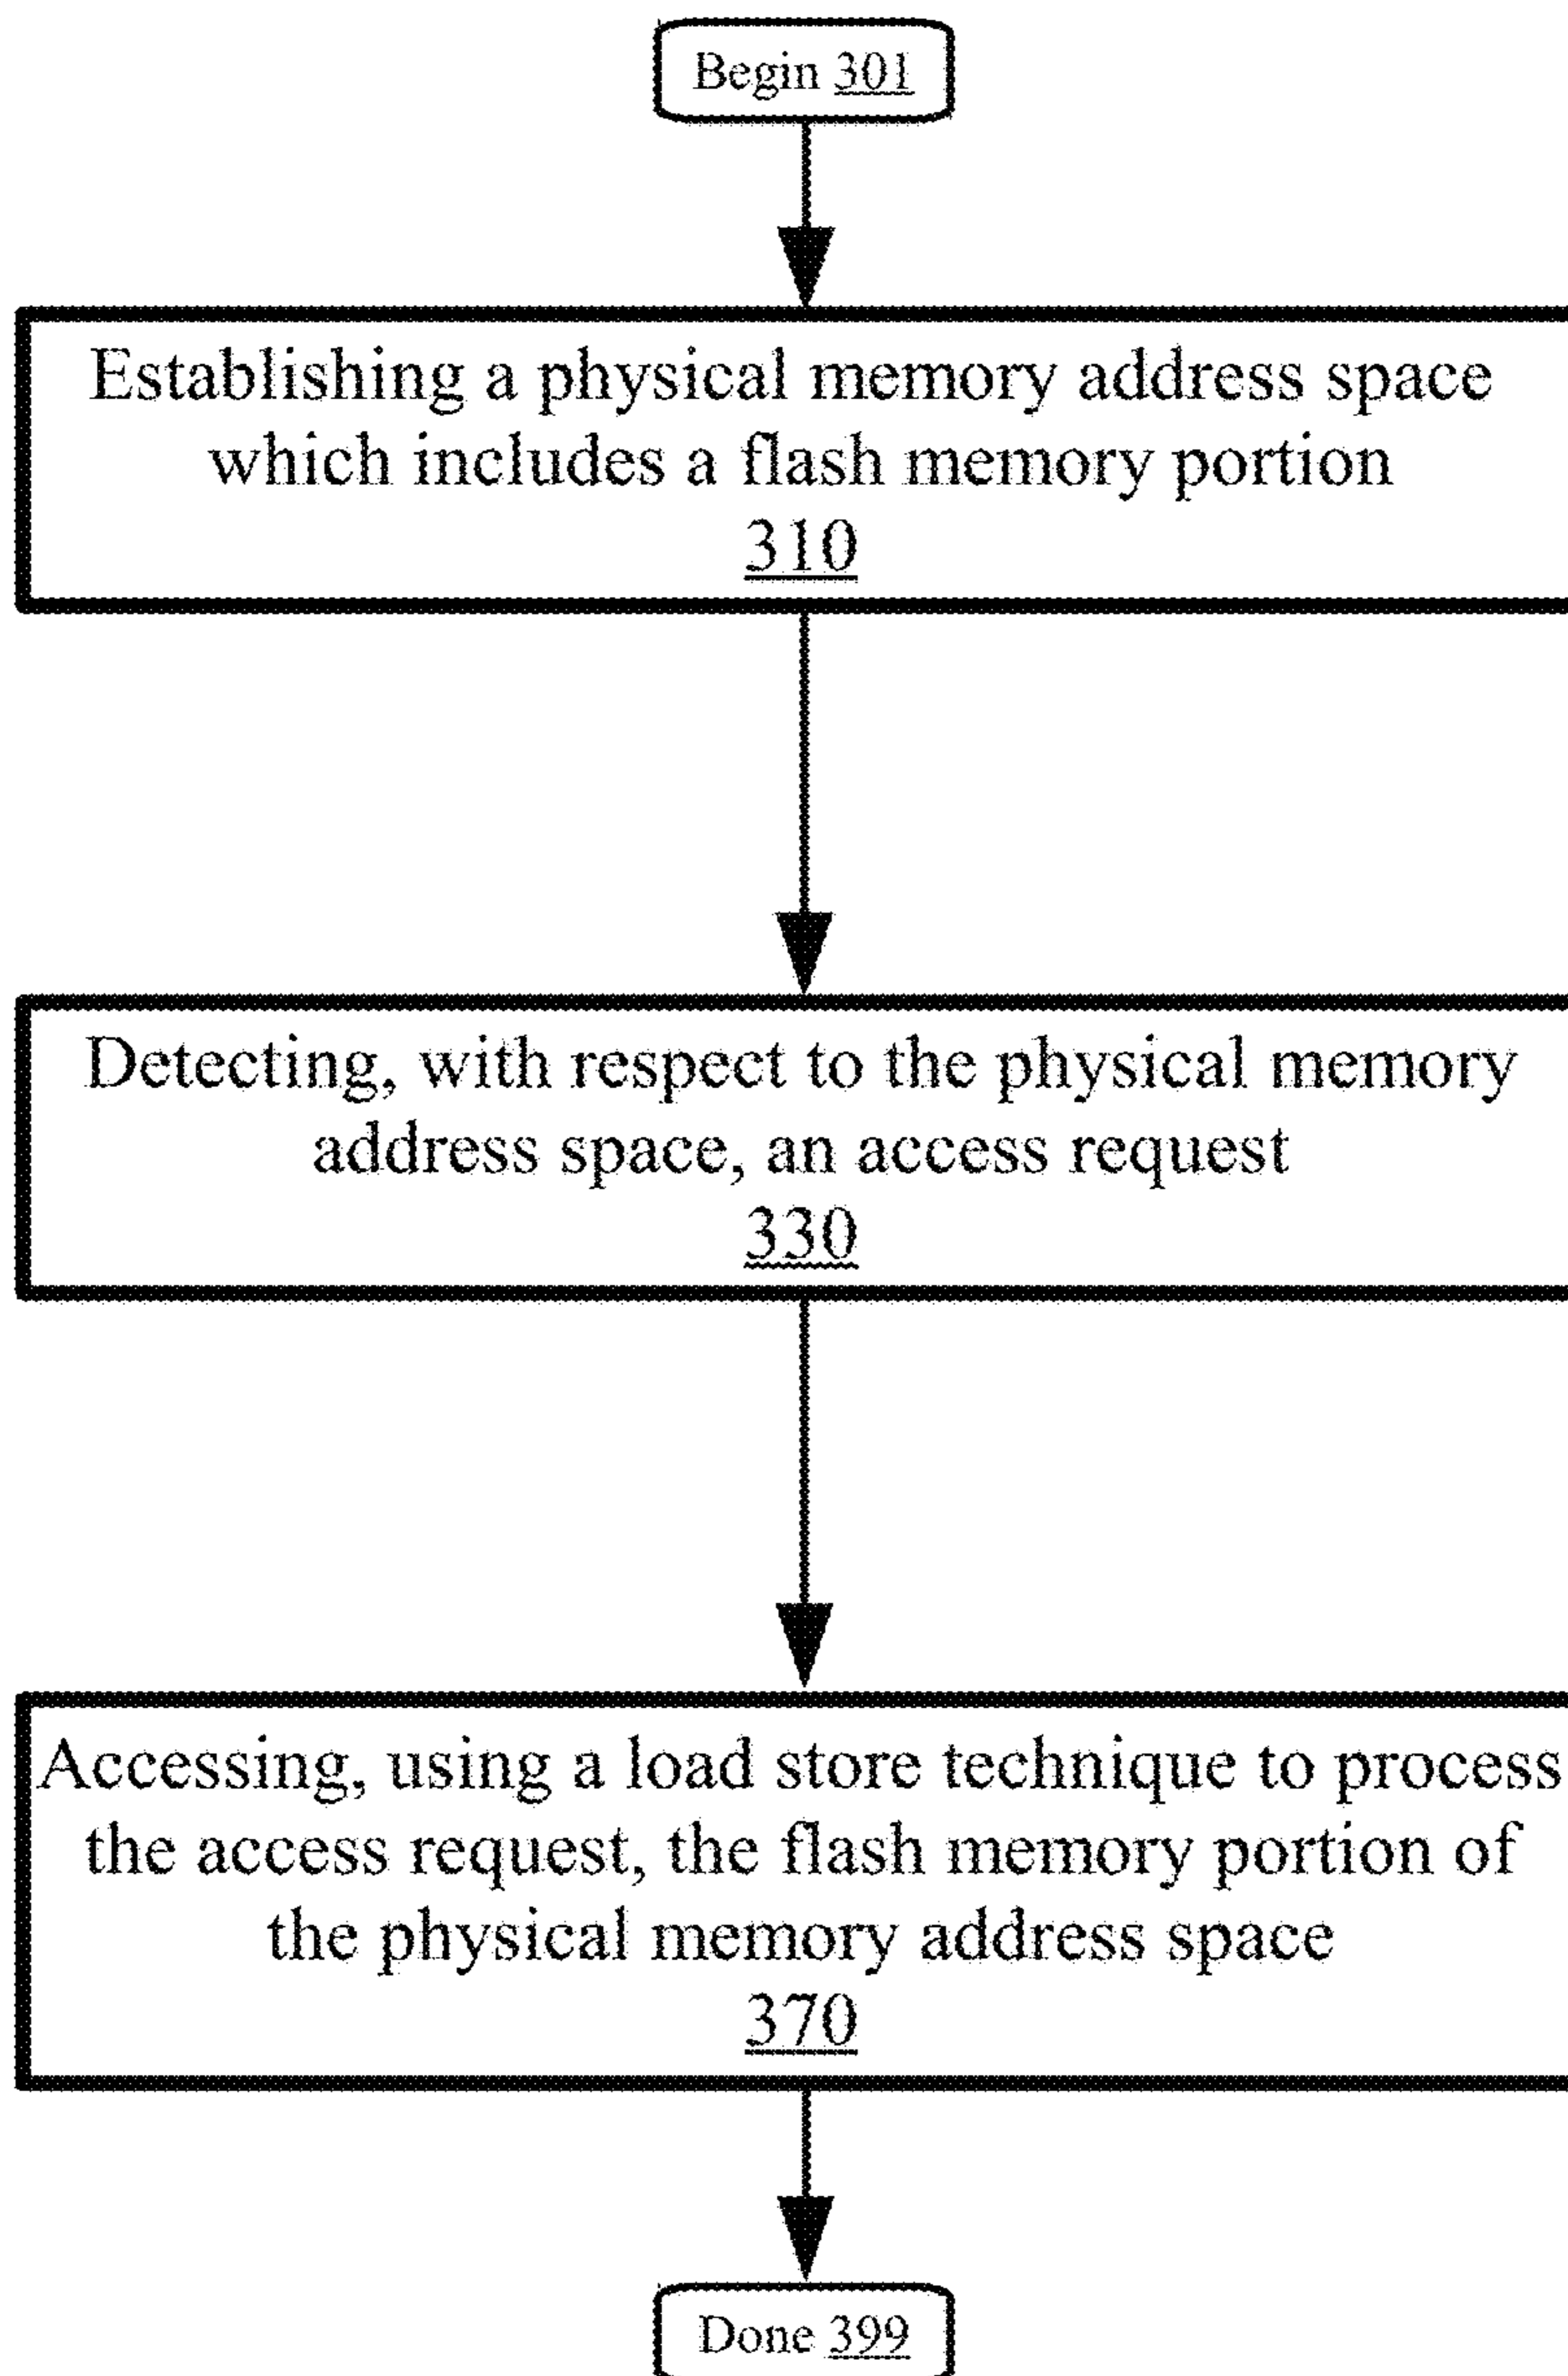 Begin 301
Establishing a physical memory address space
which includes a flash memory portion
310
Detecting, with respect to the physical memory
address space, an access request
330
Accessing, using a load store technique to process
the access request, the flash memory portion of
the physical memory address space
370
Done 399